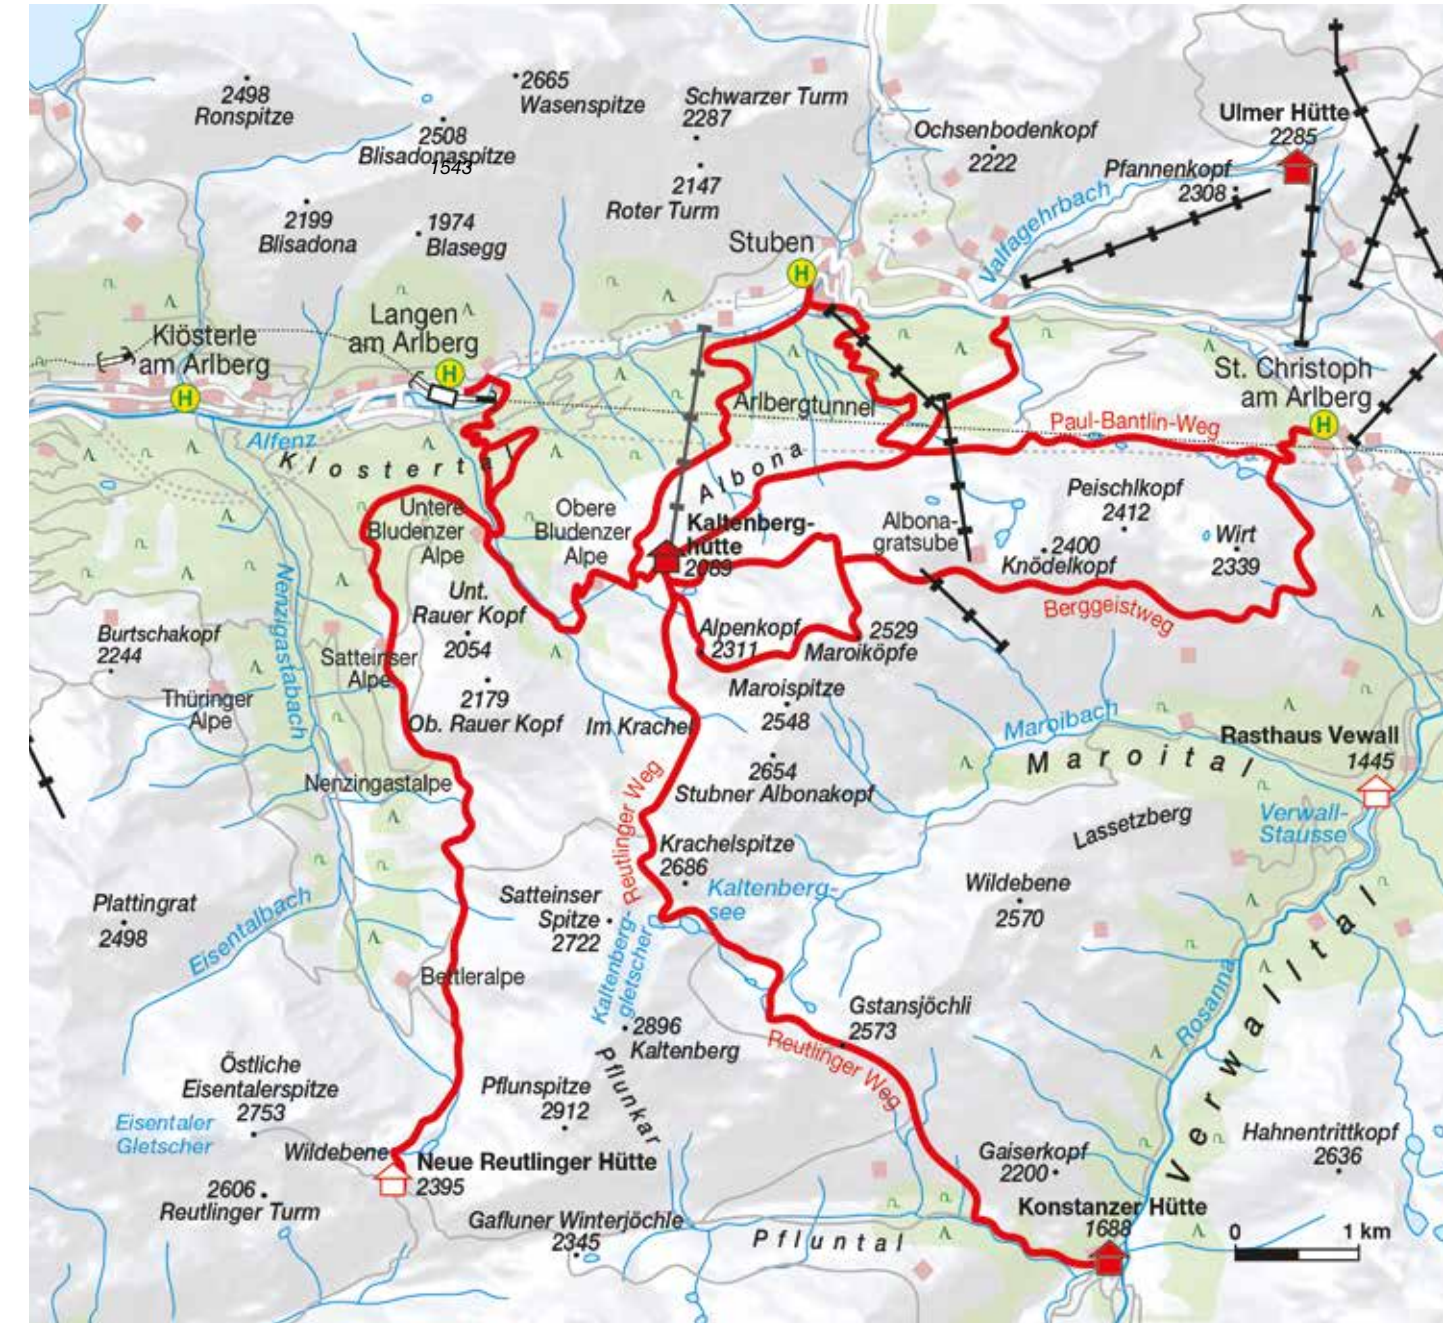 2498
Ronspitze
2508
Blisadonaspitze
1543
2665
Wasenspitze
Schwarzer Turm
2287
2147
Roter Turm
Ochsenbodenkopf
2222
Pfannenkopf
2308
Ulmer Hütte
2285
Valfagehrbach
2199
Blisadona
1974
Blasegg
Stuben
H
Klösterle
am Arlberg
H
Langen
am Arlberg
H
St. Christoph
am Arlberg
H
Arlbergtunnel
Paul-Bantlin-Weg
Alfenz
Klostertal
Albona
Untere
Bludenzer
Alpe
Obere
Bludenzer
Alpe
Kaltenberg-
hütte
2089
Albona-
gratsube
Peischlkopf
2412
2400
Knödelkopf
Wirt
2339
Berggeistweg
Nenzigastabach
Unt.
Rauer Kopf
2054
Burtschakopf
2244
Satteinser
Alpe
Thüringer
Alpe
2179
Ob. Rauer Kopf
Im Krachel
Alpenkopf
2311
2529
Maroiköpfe
Maroispitze
2548
2654
Stubner Albonakopf
Maroibach
Maroital
Rasthaus Vewall
1445
Verwall-
Stausse
Nenzingastalpe
Reutlinger Weg
Krachelspitze
2686
Lassetzberg
Wildebene
2570
Plattingrat
2498
Eisentalbach
Satteinser
Spitze
2722
Kaltenberg-
see
Kaltenberg-
gletscher
Bettleralpe
Gstansjöchli
2573
Reutlinger Weg
2896
Kaltenberg
Rosanna
Verwalltal
Östliche
Eisentalerspitze
2753
Eisentaler
Gletscher
Pflunspitze
2912
Pflunkar
Wildebene
Neue Reutlinger Hütte
2395
2606
Reutlinger Turm
Gafluner Winterjöchle
2345
Pfluntal
Gaiserkopf
2200
Hahnentrittkopf
2636
Konstanzer Hütte
1688
0 1 km